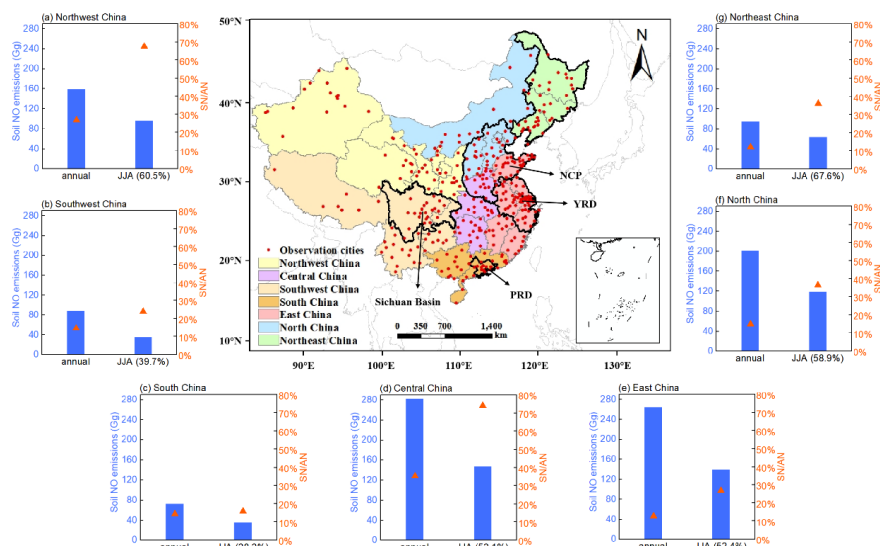 (a) Northwest China
Soil NO emissions (Gg)
280
240
200
160
120
80
40
0
80%
70%
60%
50%
40%
30%
20%
10%
0%
SN/AN
annual JJA (60.5%)
(b) Southwest China
Soil NO emissions (Gg)
280
240
200
160
120
80
40
0
80%
70%
60%
50%
40%
30%
20%
10%
0%
SN/AN
annual JJA (39.7%)
50°N
40°N
30°N
20°N
10°N
90°E 100°E 110°E 120°E 130°E
N
NCP
YRD
PRD
Sichuan Basin
Observation cities
Northwest China
Central China
Southwest China
South China
East China
North China
Northeast China
0 350 700 1,400
km
(g) Northeast China
Soil NO emissions (Gg)
280
240
200
160
120
80
40
0
80%
70%
60%
50%
40%
30%
20%
10%
0%
SN/AN
annual JJA (67.6%)
(f) North China
Soil NO emissions (Gg)
280
240
200
160
120
80
40
0
80%
70%
60%
50%
40%
30%
20%
10%
0%
SN/AN
annual JJA (58.9%)
(c) South China
Soil NO emissions (Gg)
280
240
200
160
120
80
40
0
80%
70%
60%
50%
40%
30%
20%
10%
0%
SN/AN
annual
(d) Central China
Soil NO emissions (Gg)
280
240
200
160
120
80
40
0
80%
70%
60%
50%
40%
30%
20%
10%
0%
SN/AN
annual
(e) East China
Soil NO emissions (Gg)
280
240
200
160
120
80
40
0
80%
70%
60%
50%
40%
30%
20%
10%
0%
SN/AN
annual